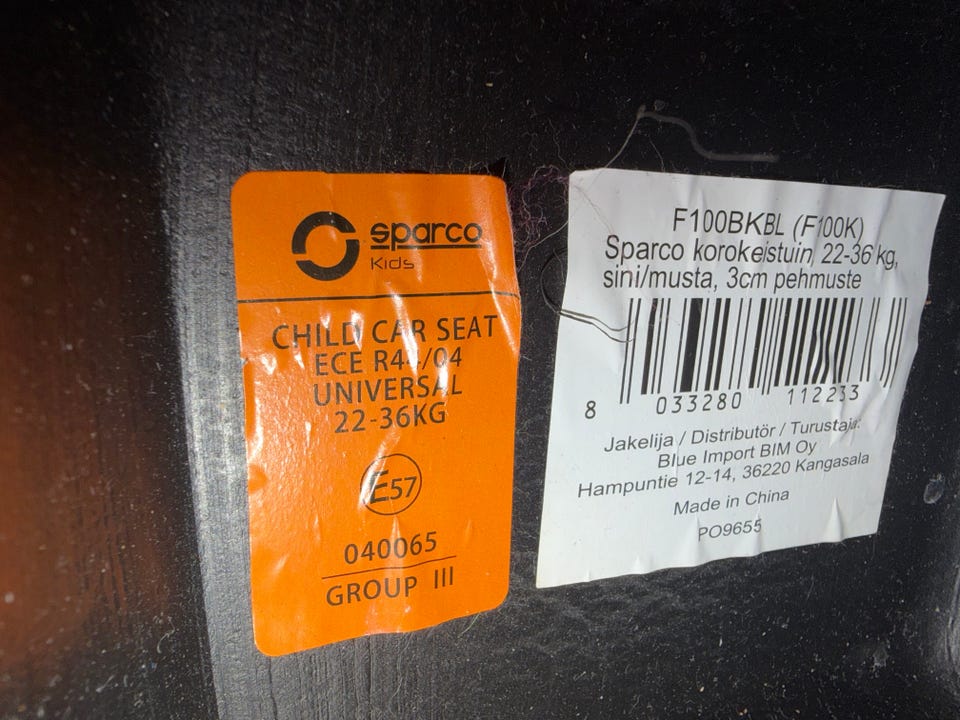 sparco
Kids
CHILD CAR SEAT
ECE R44/04
UNIVERSAL
22-36KG
E57
040065
GROUP III
F100BKBL (F100K)
Sparco korokeistuin, 22-36 kg,
sini/musta, 3cm pehmuste
8 033280 112233
Jakelija / Distributör / Turustaja:
Blue Import BIM Oy
Hampuntie 12-14, 36220 Kangasala
Made in China
PO9655